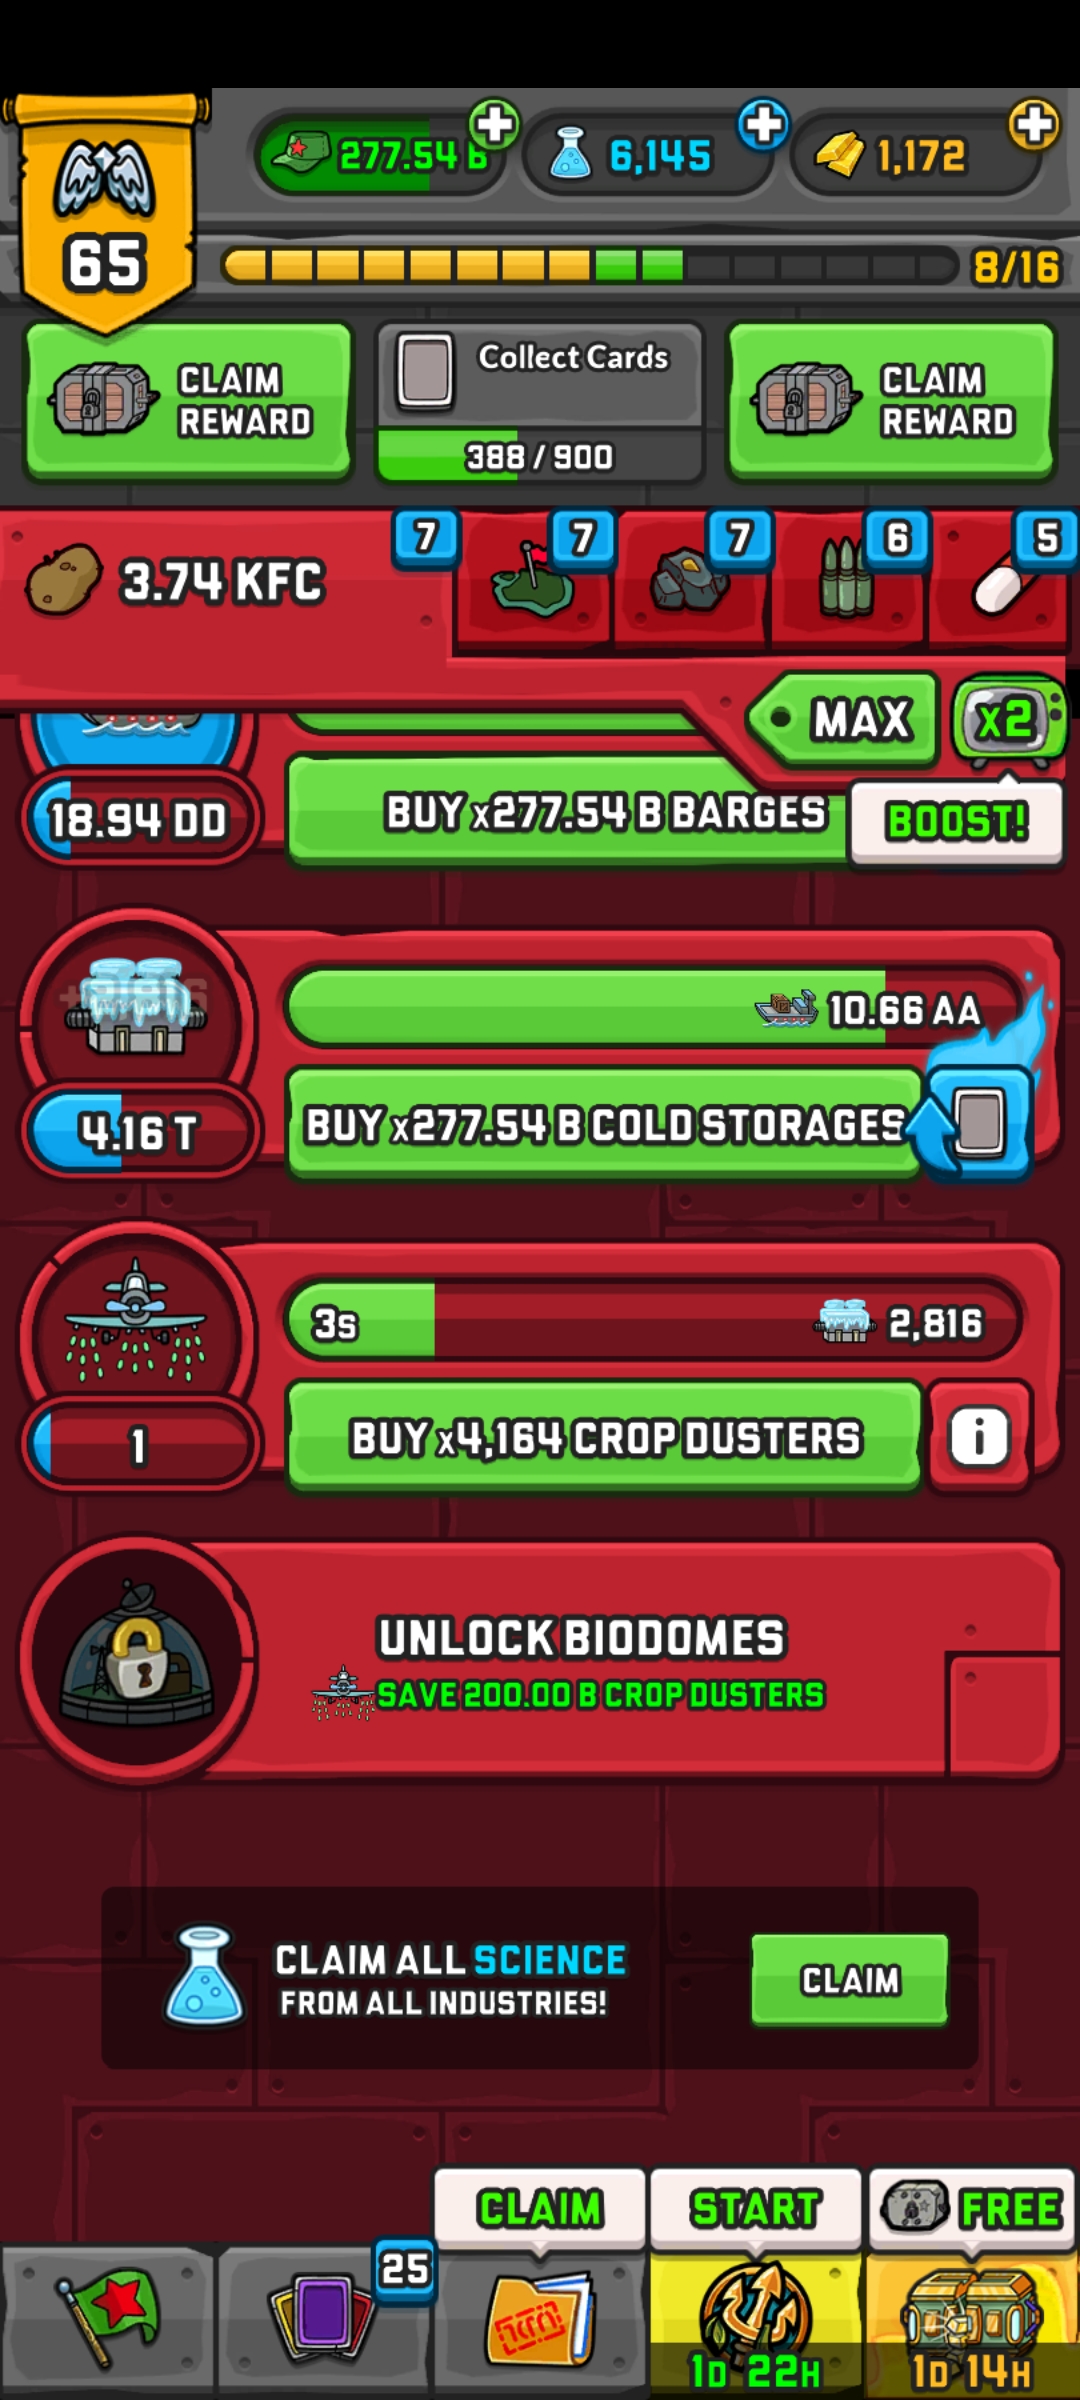 277.54 B
6,145
1,172
65
8/16
CLAIM
REWARD
Collect Cards
388 / 900
CLAIM
REWARD
3.74 KFC
7
7
7
6
5
MAX
x2
BOOST!
18.94 DD
BUY x277.54 B BARGES
10.66 AA
4.16 T
BUY x277.54 B COLD STORAGES
3s
2,816
1
BUY x4,164 CROP DUSTERS
i
UNLOCK BIODOMES
SAVE 200.00 B CROP DUSTERS
CLAIM ALL SCIENCE
FROM ALL INDUSTRIES!
CLAIM
CLAIM
START
FREE
25
1D 22H
1D 14H